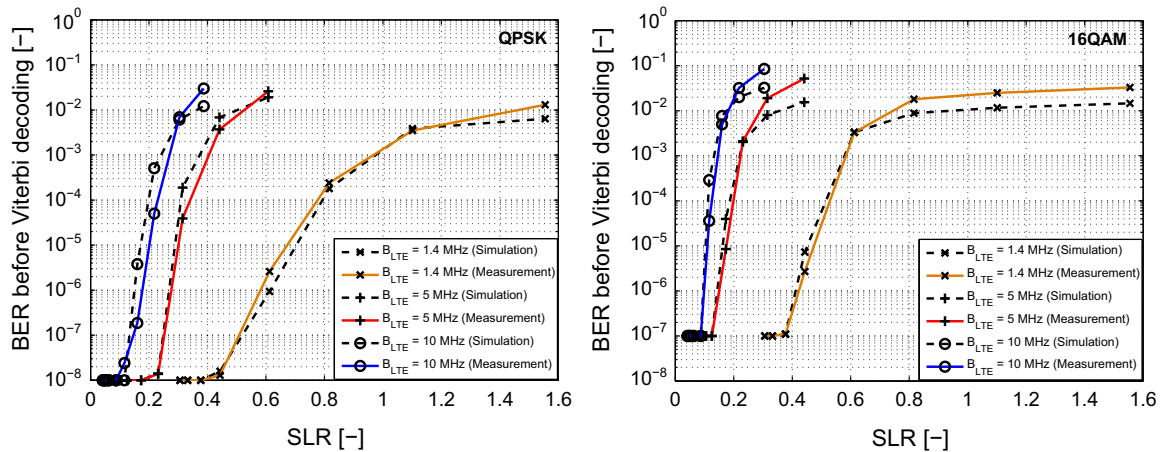 QPSK
BER before Viterbi decoding [−]
10^0
10^−1
10^−2
10^−3
10^−4
10^−5
10^−6
10^−7
10^−8
B_LTE = 1.4 MHz (Simulation)
B_LTE = 1.4 MHz (Measurement)
B_LTE = 5 MHz (Simulation)
B_LTE = 5 MHz (Measurement)
B_LTE = 10 MHz (Simulation)
B_LTE = 10 MHz (Measurement)
0 0.2 0.4 0.6 0.8 1 1.2 1.4 1.6
SLR [−]
16QAM
BER before Viterbi decoding [−]
10^0
10^−1
10^−2
10^−3
10^−4
10^−5
10^−6
10^−7
10^−8
B_LTE = 1.4 MHz (Simulation)
B_LTE = 1.4 MHz (Measurement)
B_LTE = 5 MHz (Simulation)
B_LTE = 5 MHz (Measurement)
B_LTE = 10 MHz (Simulation)
B_LTE = 10 MHz (Measurement)
0 0.2 0.4 0.6 0.8 1 1.2 1.4 1.6
SLR [−]